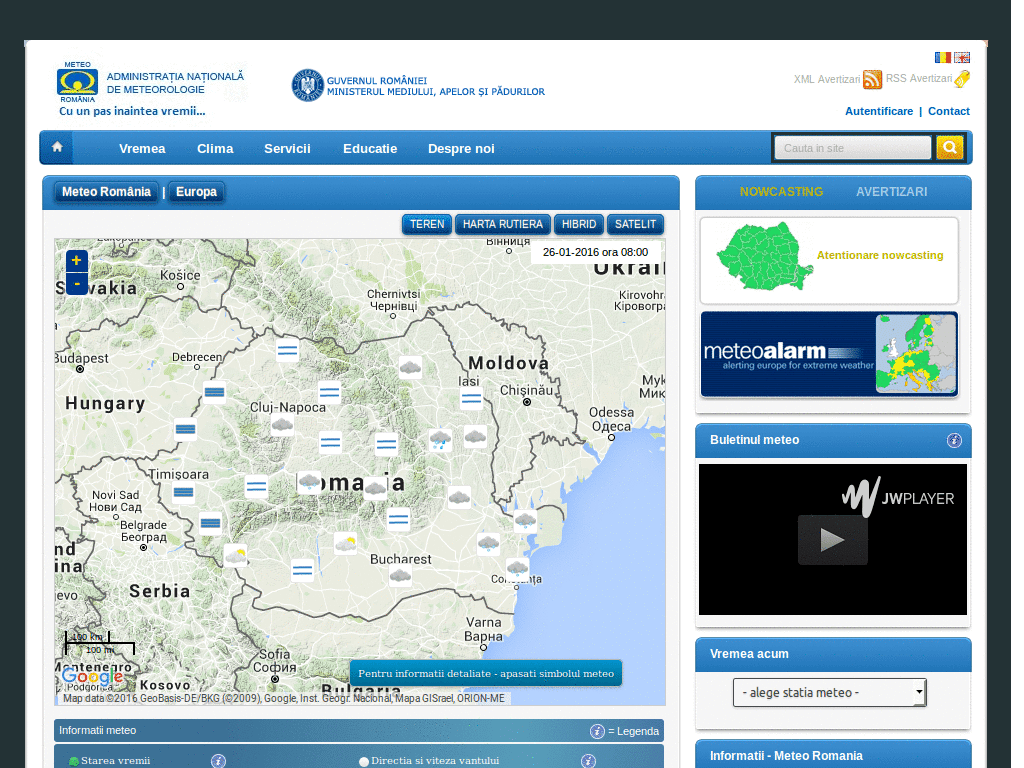 METEO
ROMÂNIA
ADMINISTRAȚIA NAȚIONALĂ
DE METEOROLOGIE
Cu un pas inaintea vremii...
GUVERNUL ROMÂNIEI
MINISTERUL MEDIULUI, APELOR ȘI PĂDURILOR
XML Avertizari
RSS Avertizari
Autentificare | Contact
Vremea
Clima
Servicii
Educatie
Despre noi
Cauta in site
Meteo România | Europa
TEREN
HARTA RUTIERA
HIBRID
SATELIT
26-01-2016 ora 08:00
+
-
Вінниця
Košice
Chernivtsi
Чернівці
Budapest
Debrecen
Moldova
Iasi
Chișinău
Hungary
Cluj-Napoca
Odessa
Одеса
Timișoara
Novi Sad
Нови Сад
Belgrade
Београд
Bucharest
Constanța
Serbia
Varna
Варна
Sofia
София
Montenegro
Podgorica
Kosovo
Bulgaria
100 km
100 mi
Google
Pentru informatii detaliate - apasati simbolul meteo
Map data ©2016 GeoBasis-DE/BKG (©2009), Google, Inst. Geogr. Nacional, Mapa GISrael, ORION-ME
Informatii meteo
= Legenda
Starea vremii
Directia si viteza vantului
NOWCASTING
AVERTIZARI
Atentionare nowcasting
meteoalarm
alerting europe for extreme weather
Buletinul meteo
JWPLAYER
Vremea acum
- alege statia meteo -
Informatii - Meteo Romania